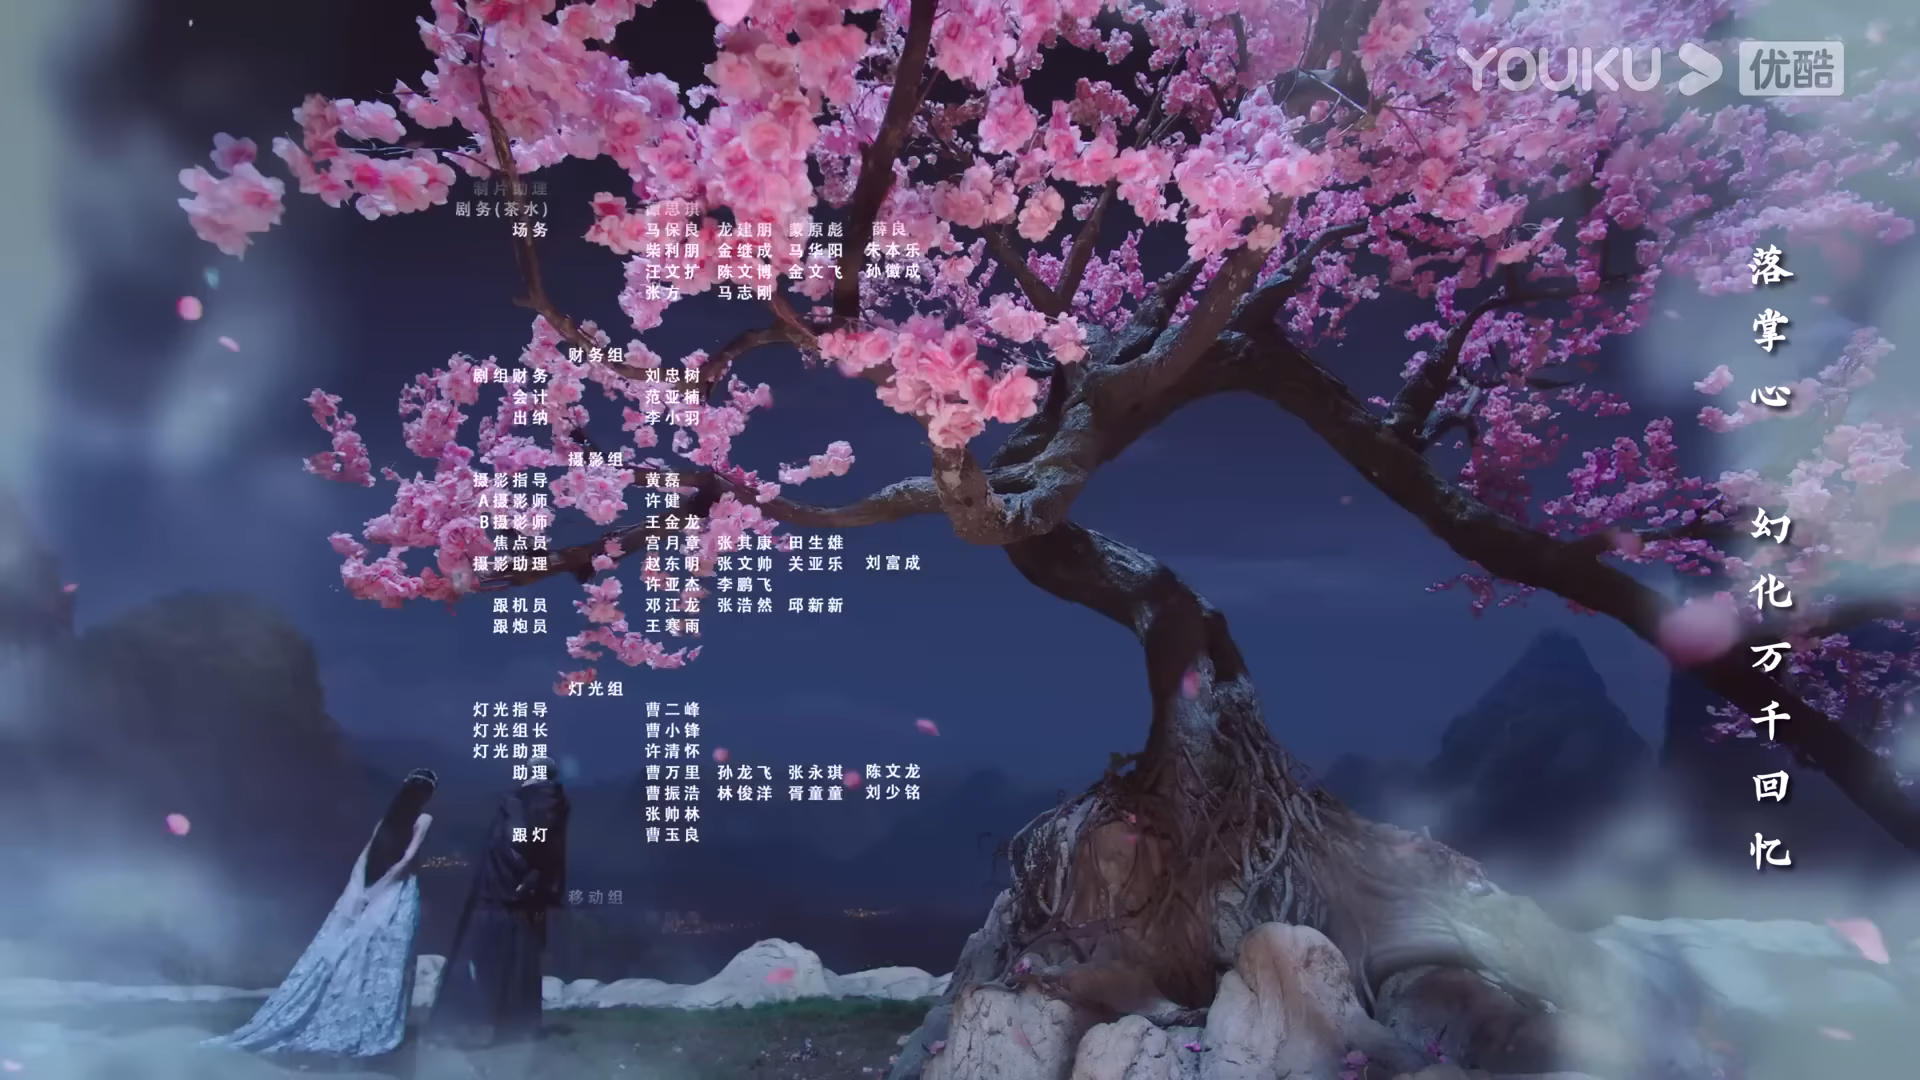 YOUKU 优酷
制片助理
剧务(茶水) 谭思琪
场务 马保良 龙建朋 蒙原彪 薛良
柴利朋 金继成 马华阳 朱本乐
汪文扩 陈文博 金文飞 孙徽成
张方 马志刚
财务组
剧组财务 刘忠树
会计 范亚楠
出纳 李小羽
摄影组
摄影指导 黄磊
A摄影师 许健
B摄影师 王金龙
焦点员 宫月章 张其康 田生雄
摄影助理 赵东明 张文帅 关亚乐 刘富成
许亚杰 李鹏飞
跟机员 邓江龙 张浩然 邱新新
跟炮员 王寒雨
灯光组
灯光指导 曹二峰
灯光组长 曹小锋
灯光助理 许清怀
助理 曹万里 孙龙飞 张永琪 陈文龙
曹振浩 林俊洋 胥童童 刘少铭
张帅林
跟灯 曹玉良
移动组
落掌心 幻化万千回忆